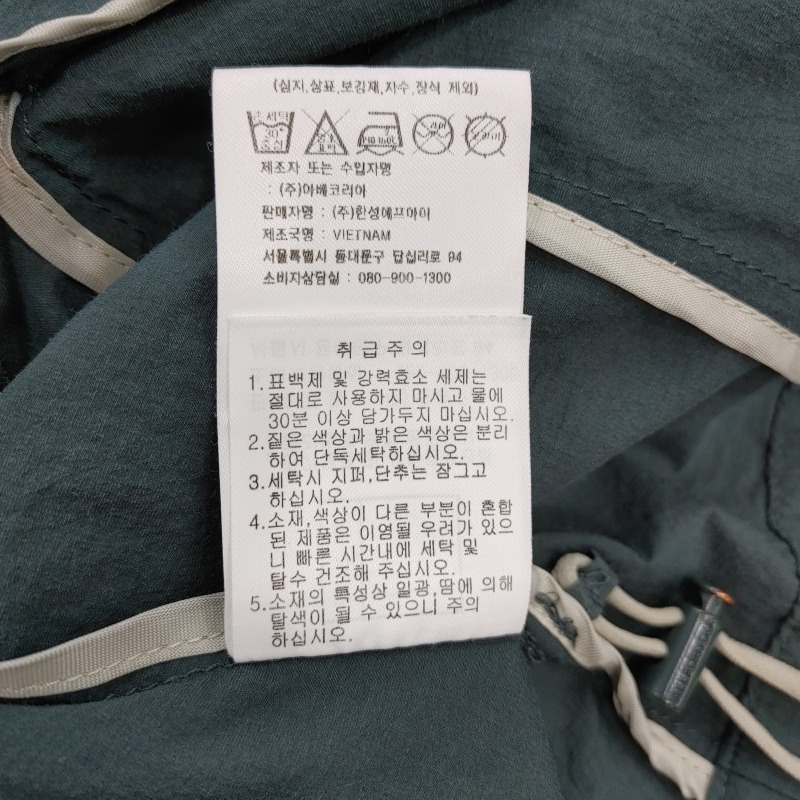 (심지,상표,보강재,자수,장식 제외)
손세탁
30°
중성
제조자 또는 수입자명
: (주)아베코리아
판매자명 : (주)한성에프아이
제조국명 : VIETNAM
서울특별시 동대문구 답십리로 94
소비자상담실 : 080-900-1300
취급주의
1.표백제 및 강력효소 세제는
절대로 사용하지 마시고 물에
30분 이상 담가두지 마십시오.
2.짙은 색상과 밝은 색상은 분리
하여 단독세탁하십시오.
3.세탁시 지퍼,단추는 잠그고
하십시오.
4.소재,색상이 다른 부분이 혼합
된 제품은 이염될 우려가 있으
니 빠른 시간내에 세탁 및
탈수 건조해 주십시오.
5.소재의 특성상 일광,땀에 의해
탈색이 될 수 있으니 주의
하십시오.